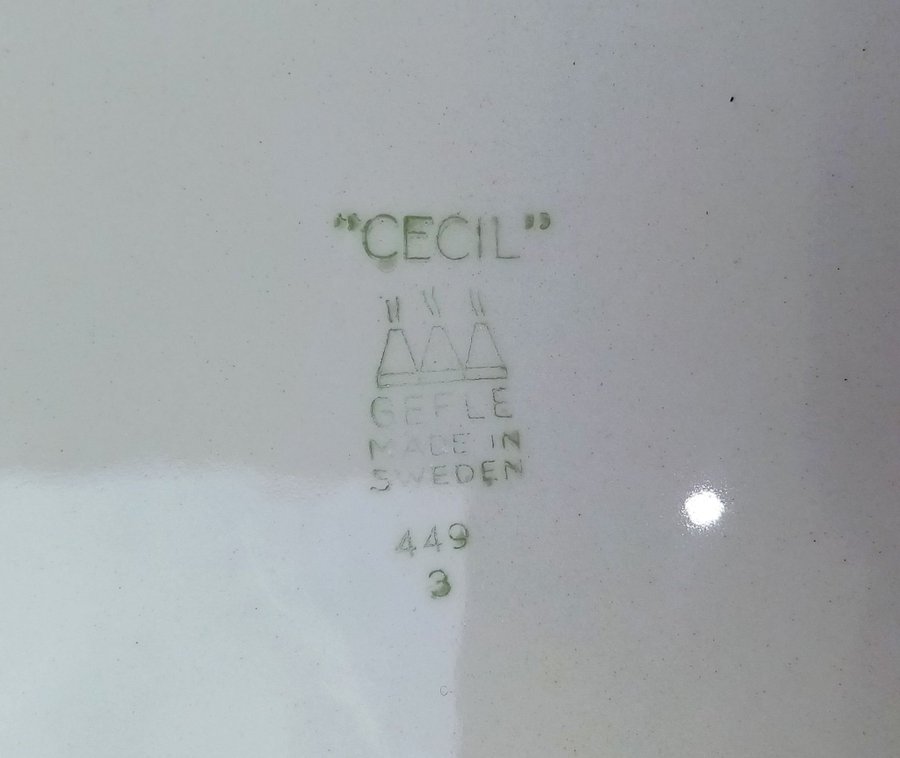 "CECIL"
GEFLE
MADE IN
SWEDEN
449
3